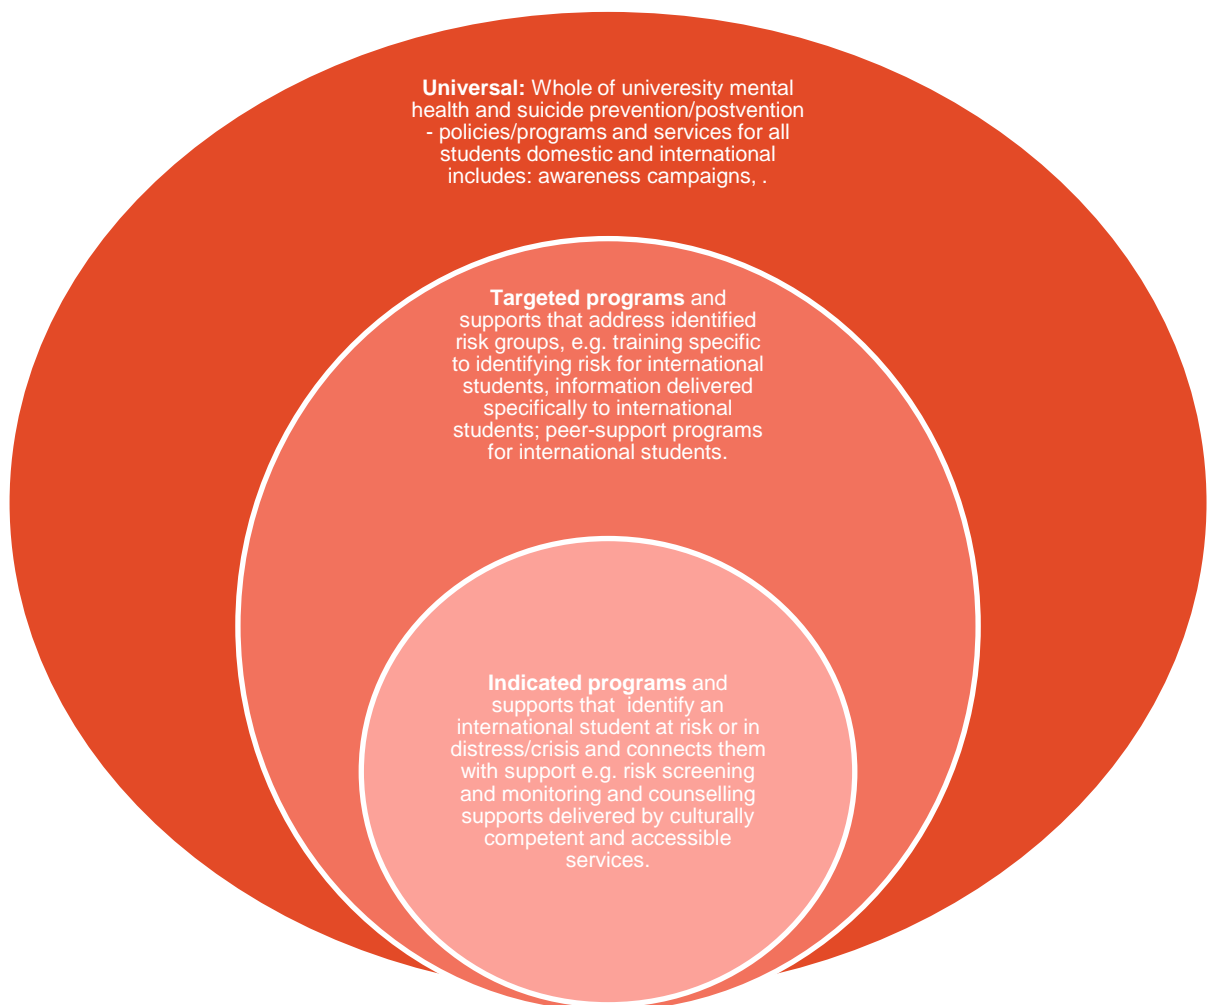 Universal: Whole of univeresity mental
health and suicide prevention/postvention
- policies/programs and services for all
students domestic and international
includes: awareness campaigns, .
Targeted programs and
supports that address identified
risk groups, e.g. training specific
to identifying risk for international
students, information delivered
specifically to international
students; peer-support programs
for international students.
Indicated programs and
supports that  identify an
international student at risk or in
distress/crisis and connects them
with support e.g. risk screening
and monitoring and counselling
supports delivered by culturally
competent and accessible
services.